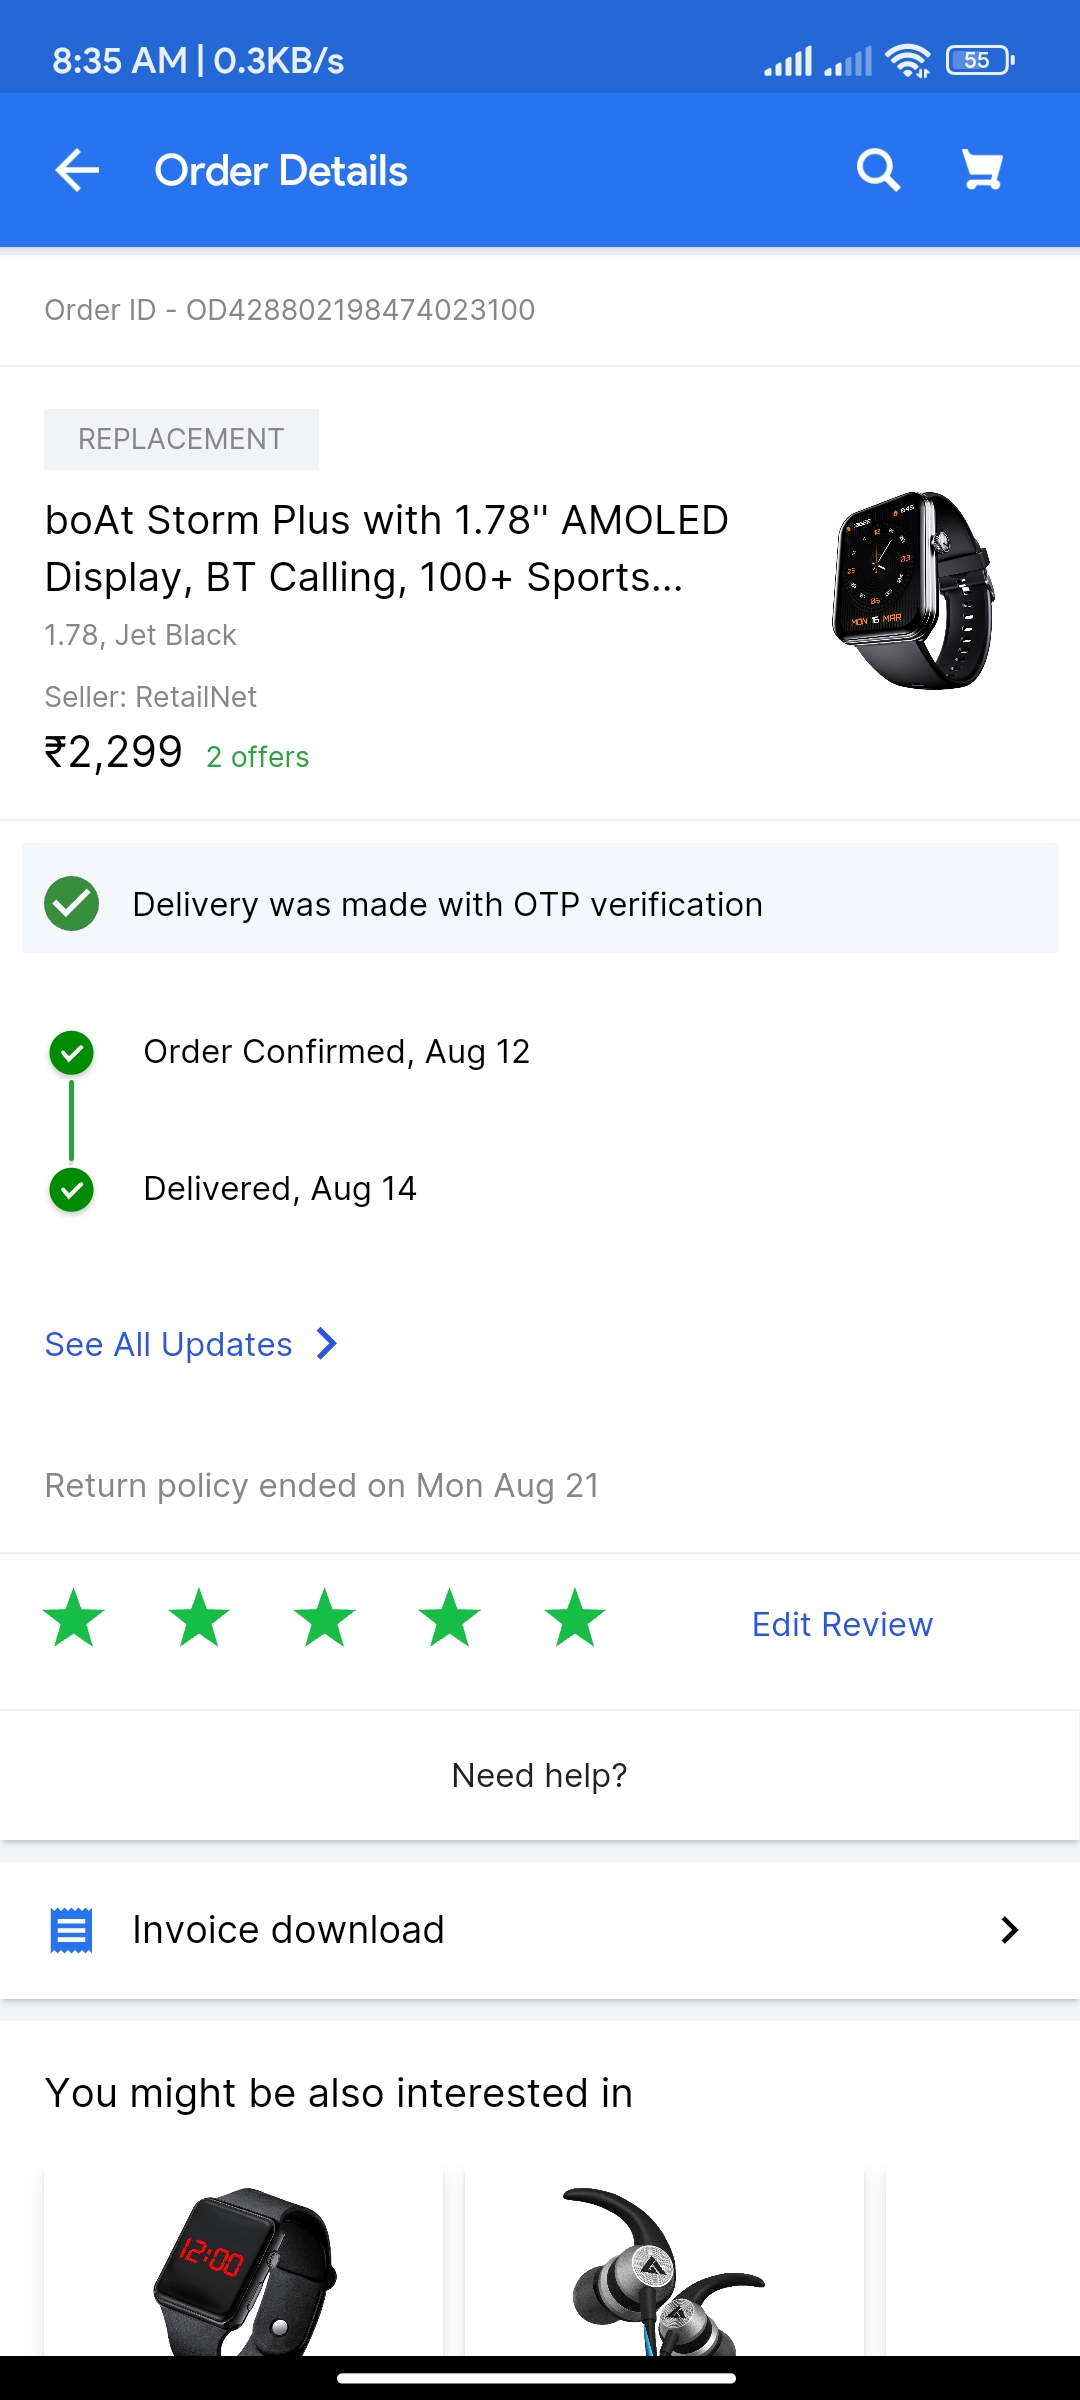 8:35 AM | 0.3KB/s
55
Order Details
Order ID - OD428802198474023100
REPLACEMENT
boAt Storm Plus with 1.78" AMOLED
Display, BT Calling, 100+ Sports...
1.78, Jet Black
Seller: RetailNet
₹2,299 2 offers
MON 16 MAR
Delivery was made with OTP verification
Order Confirmed, Aug 12
Delivered, Aug 14
See All Updates
Return policy ended on Mon Aug 21
Edit Review
Need help?
Invoice download
You might be also interested in
12:00